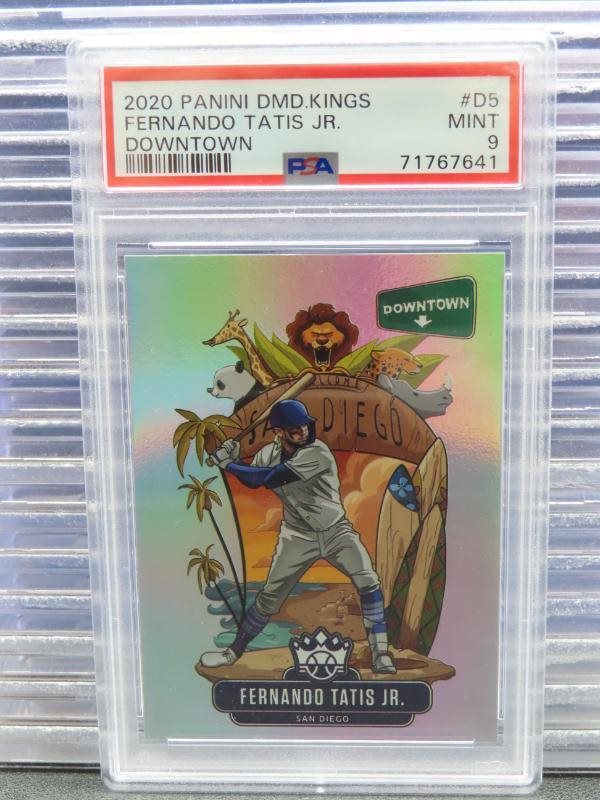 2020 PANINI DMD.KINGS #D5
FERNANDO TATIS JR. MINT
DOWNTOWN 9
PSA 71767641
DOWNTOWN
SAN DIEGO
FERNANDO TATIS JR.
SAN DIEGO